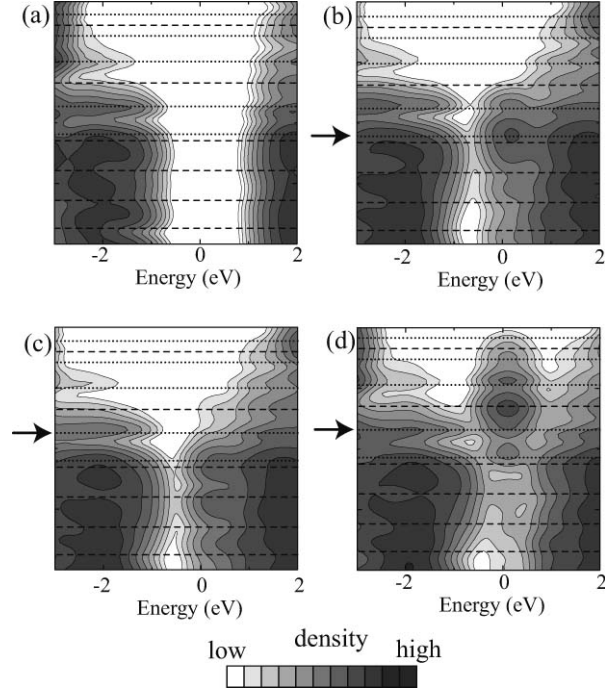 (a)
(b)
-2 0 2
-2 0 2
Energy (eV)
Energy (eV)
(c)
(d)
-2 0 2
-2 0 2
Energy (eV)
Energy (eV)
low density high